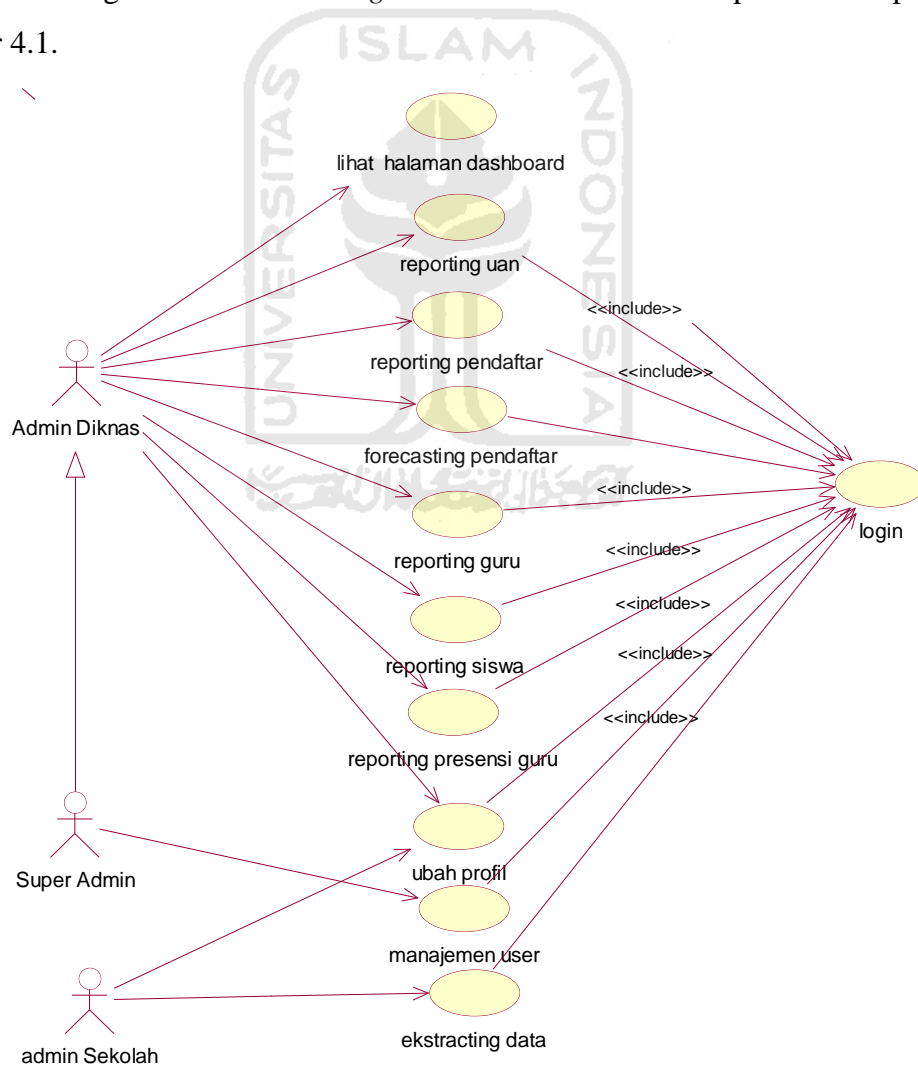 4.1.
UNIVERSITAS
ISLAM
INDONESIA
lihat halaman dashboard
reporting uan
<<include>>
reporting pendaftar
<<include>>
Admin Diknas
forecasting pendaftar
<<include>>
login
reporting guru
<<include>>
<<include>>
reporting siswa
<<include>>
<<include>>
reporting presensi guru
ubah profil
Super Admin
manajemen user
ekstracting data
admin Sekolah